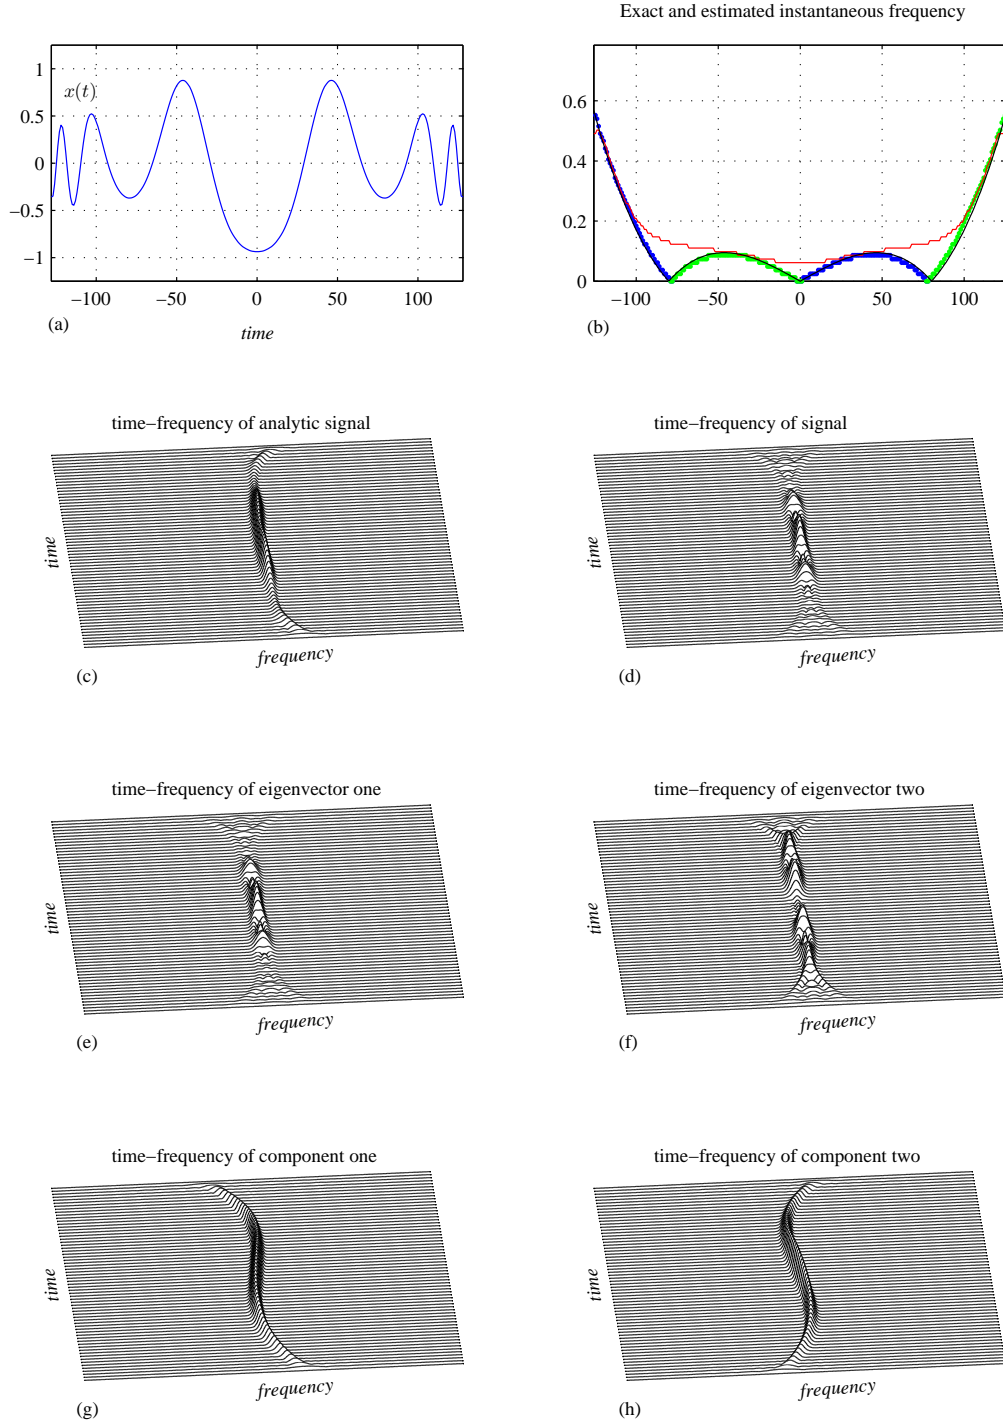 Exact and estimated instantaneous frequency
1
0.5
0
−0.5
−1
x(t)
−100
−50
0
50
100
(a)
time
0.6
0.4
0.2
0
−100
−50
0
50
100
(b)
time−frequency of analytic signal
time
frequency
(c)
time−frequency of signal
time
frequency
(d)
time−frequency of eigenvector one
time
frequency
(e)
time−frequency of eigenvector two
time
frequency
(f)
time−frequency of component one
time
frequency
(g)
time−frequency of component two
time
frequency
(h)